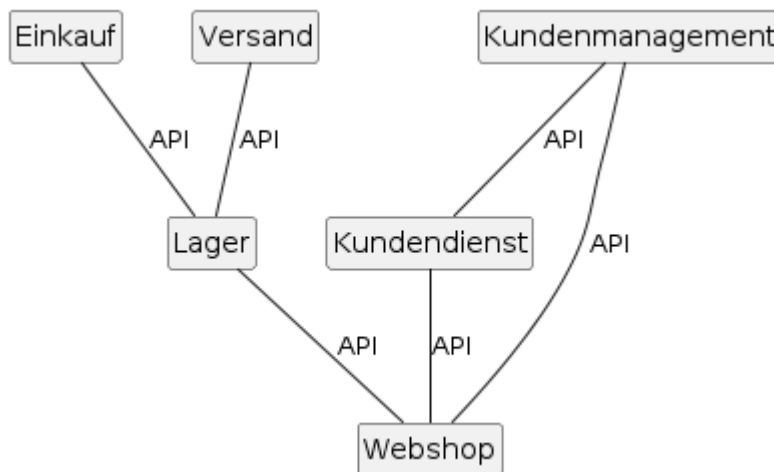 Einkauf
Versand
Kundenmanagement
API
API
API
Lager
Kundendienst
API
API
API
Webshop